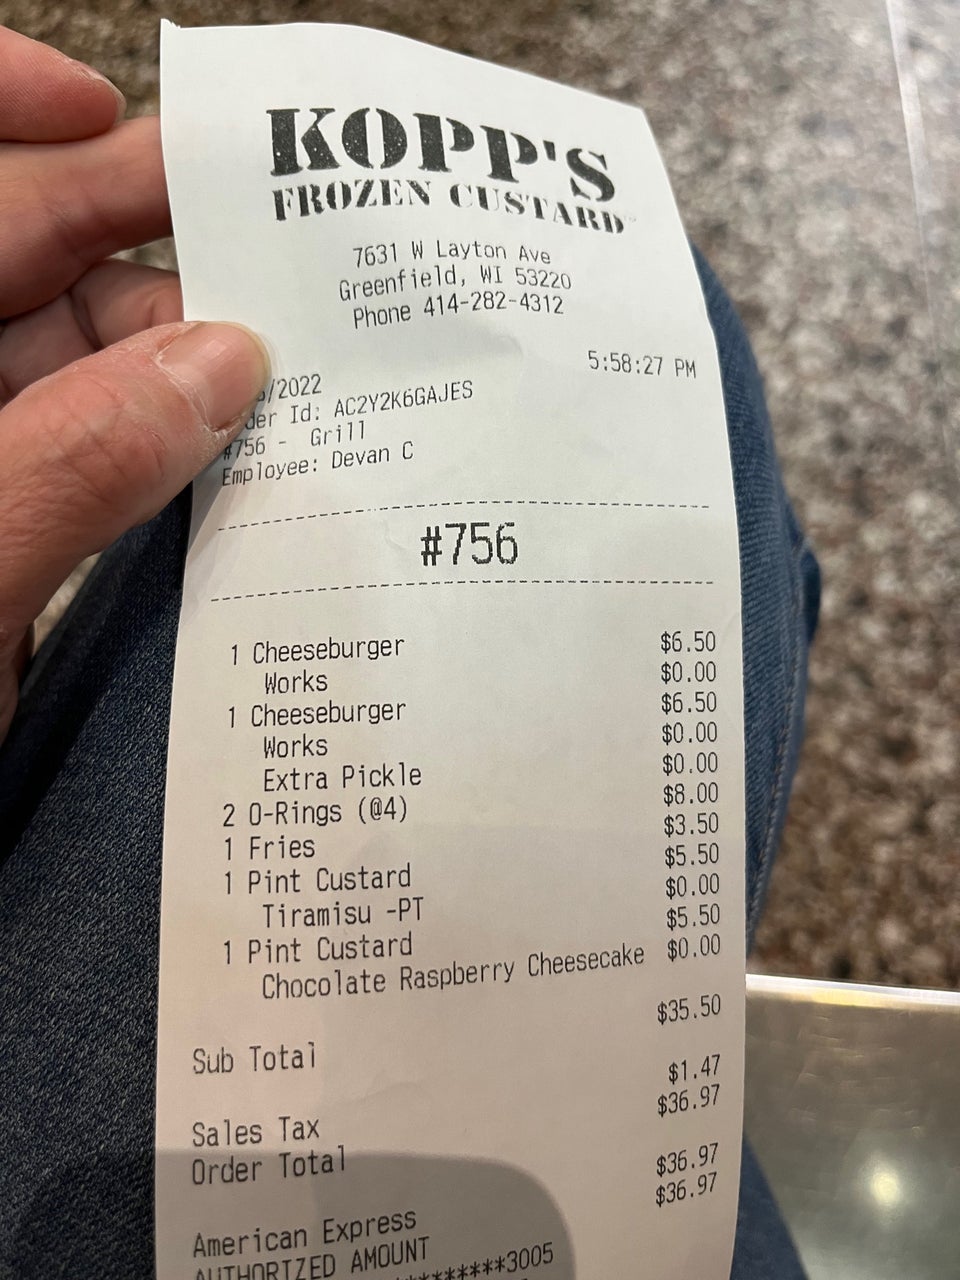 KOPP'S
FROZEN CUSTARD
7631 W Layton Ave
Greenfield, WI 53220
Phone 414-282-4312
5:58:27 PM
/2022
der Id: AC2Y2K6GAJES
#756 - Grill
Employee: Devan C
#756
1 Cheeseburger $6.50
Works $0.00
1 Cheeseburger $6.50
Works $0.00
Extra Pickle $0.00
2 O-Rings (@4) $8.00
1 Fries $3.50
1 Pint Custard $5.50
Tiramisu -PT $0.00
1 Pint Custard $5.50
Chocolate Raspberry Cheesecake $0.00
Sub Total $35.50
Sales Tax $1.47
Order Total $36.97
American Express $36.97
AUTHORIZED AMOUNT $36.97
*********3005